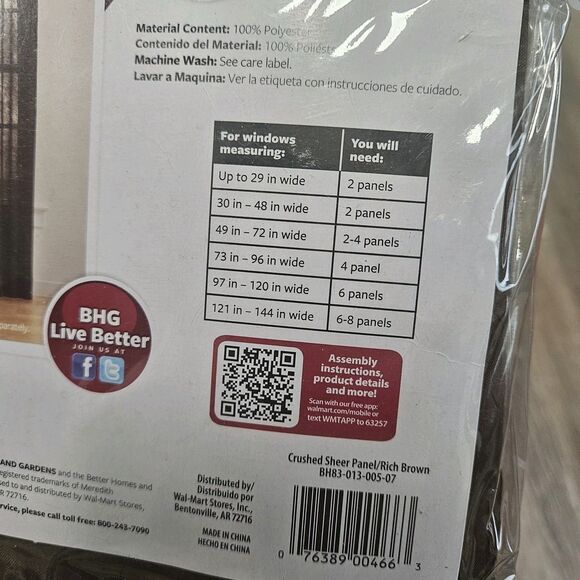 Material Content: 100% Polyester
Contenido del Material: 100%
Machine Wash: See care label.
Lavar a Maquina: Ver la etiqueta con instrucciones de cuidado.
For windows measuring: You will need:
Up to 29 in wide 2 panels
30 in – 48 in wide 2 panels
49 in – 72 in wide 2-4 panels
73 in – 96 in wide 4 panel
97 in – 120 in wide 6 panels
121 in – 144 in wide 6-8 panels
BHG
Live Better
JOIN US AT
f t
Assembly
instructions,
product details
and more!
Scan with our free app:
walmart.com/mobile or
text WMTAPP to 63257
Crushed Sheer Panel/Rich Brown
BH83-013-005-07
AND GARDENS and the Better Homes and
registered trademarks of Meredith
to and distributed by Wal-Mart Stores,
AR 72716.
please call toll free: 800-243-7090
Distributed by/
Distribuido por
Wal-Mart Stores, Inc.,
Bentonville, AR 72716
MADE IN CHINA
HECHO EN CHINA
0 76389 00466 3